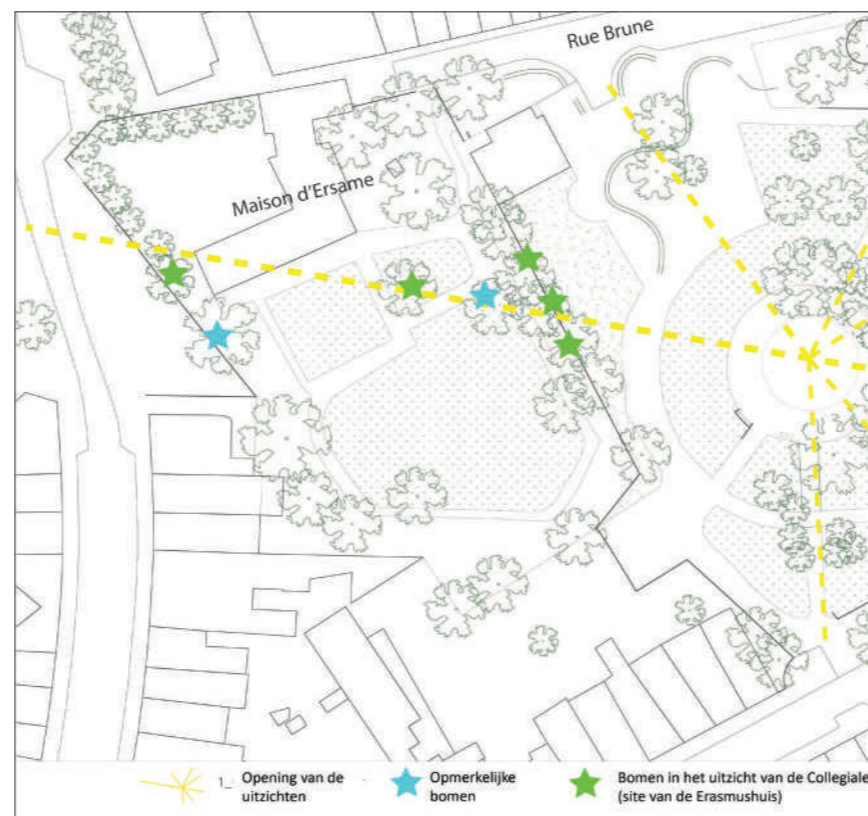 Rue Brune
Maison d'Ersame
1_ Opening van de
uitzichten
Opmerkelijke
bomen
Bomen in het uitzicht van de Collegiale
(site van de Erasmushuis)